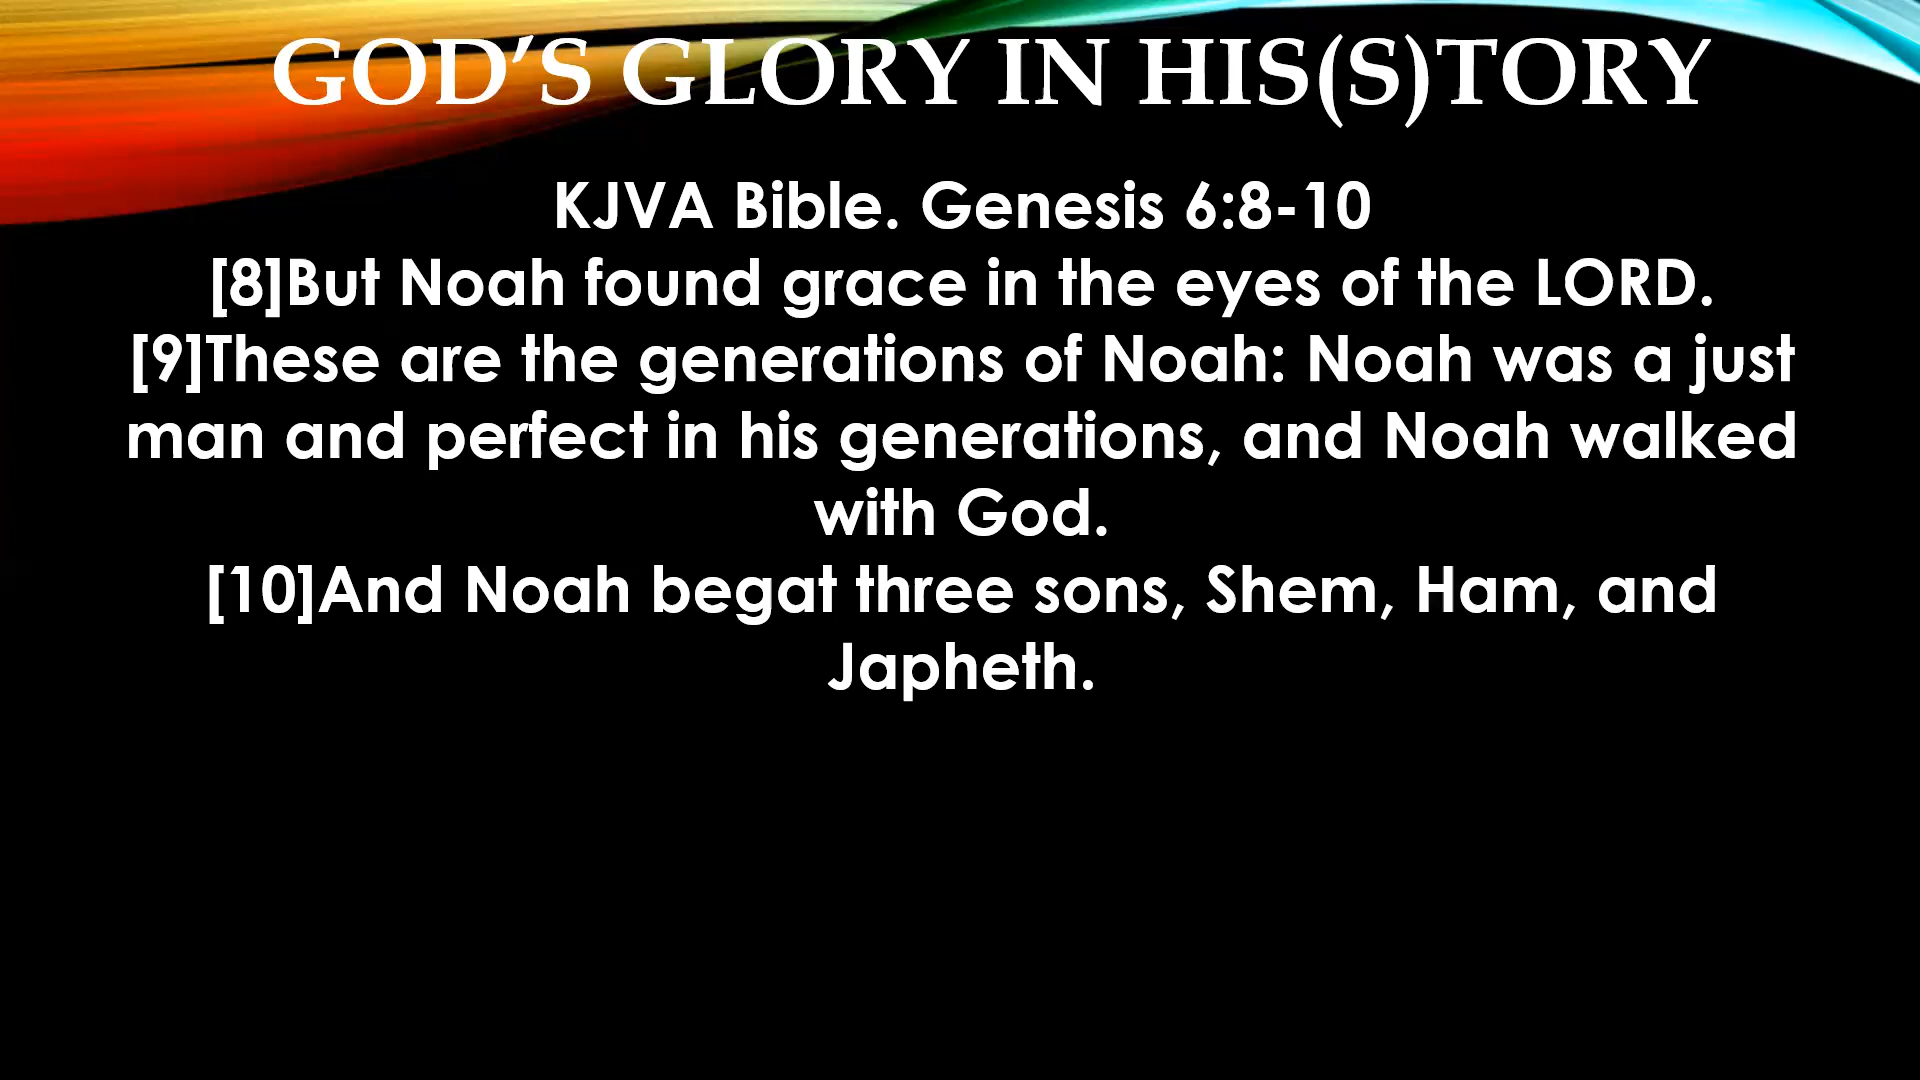 GOD’S GLORY IN HIS(S)TORY
KJVA Bible. Genesis 6:8-10
[8]But Noah found grace in the eyes of the LORD.
[9]These are the generations of Noah: Noah was a just
man and perfect in his generations, and Noah walked
with God.
[10]And Noah begat three sons, Shem, Ham, and
Japheth.